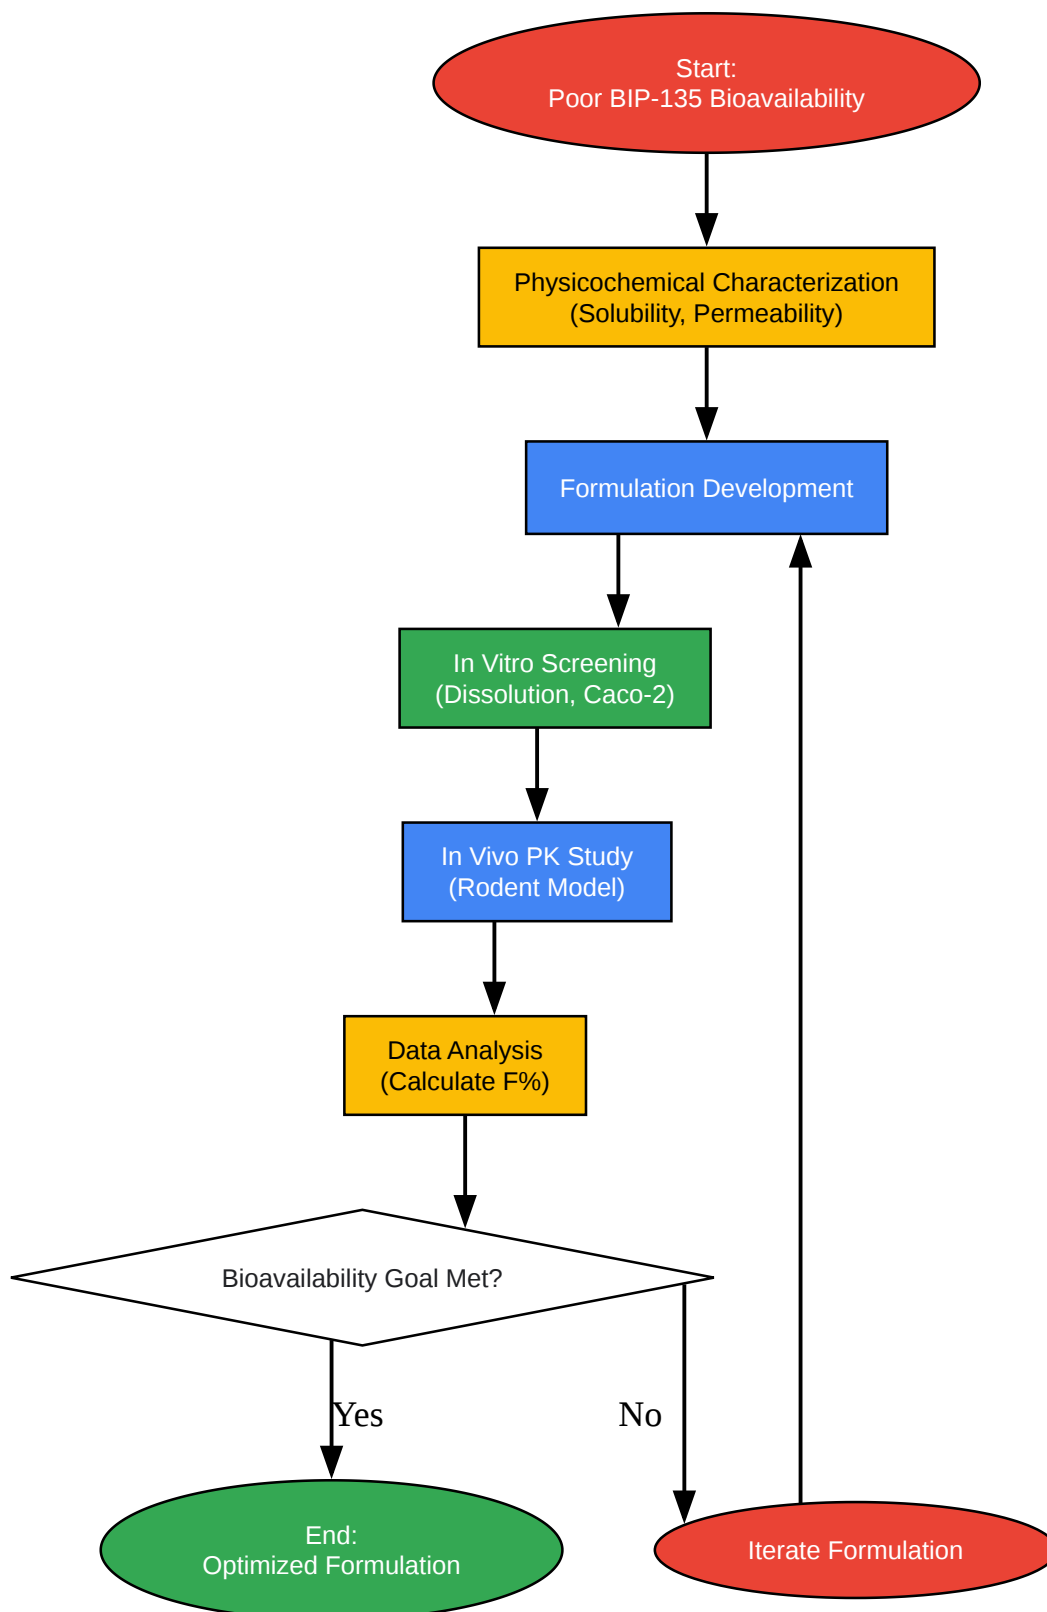 Start:
Poor BIP-135 Bioavailability
Physicochemical Characterization
(Solubility, Permeability)
Formulation Development
In Vitro Screening
(Dissolution, Caco-2)
In Vivo PK Study
(Rodent Model)
Data Analysis
(Calculate F%)
Bioavailability Goal Met?
Yes
No
End:
Optimized Formulation
Iterate Formulation